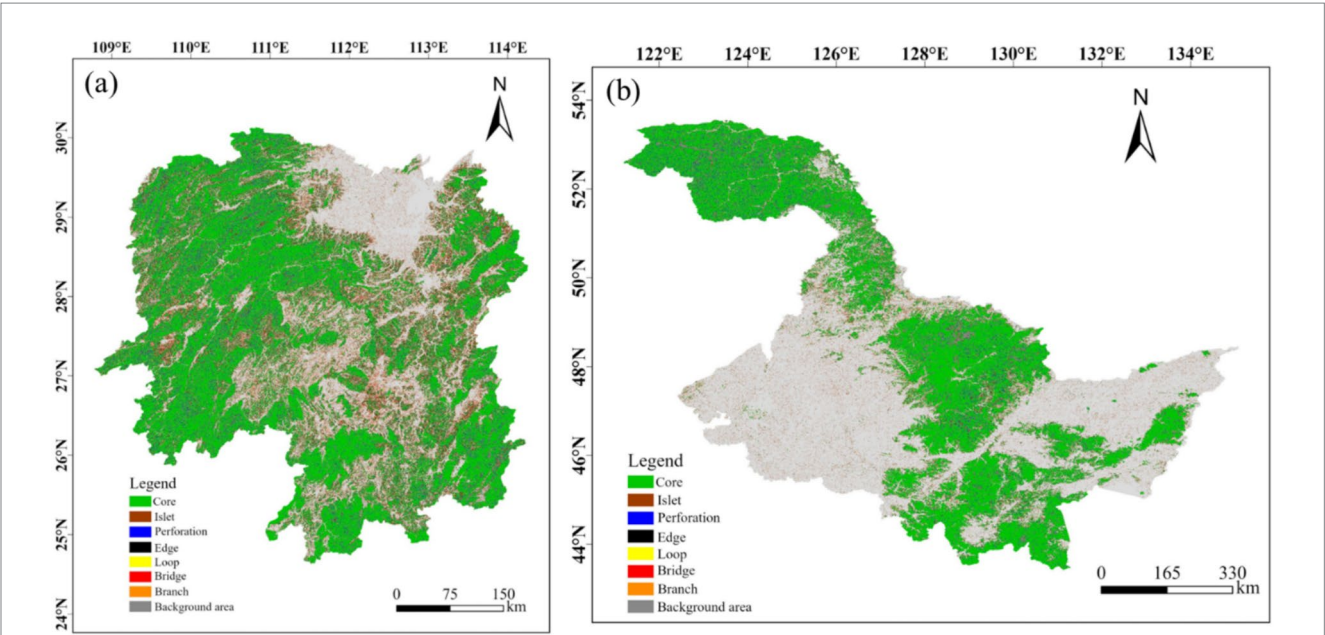 109°E 110°E 111°E 112°E 113°E 114°E
(a)
N
30°N
29°N
28°N
27°N
26°N
25°N
24°N
Legend
Core
Islet
Perforation
Edge
Loop
Bridge
Branch
Background area
0 75 150
km
122°E 124°E 126°E 128°E 130°E 132°E 134°E
(b)
N
54°N
52°N
50°N
48°N
46°N
44°N
Legend
Core
Islet
Perforation
Edge
Loop
Bridge
Branch
Background area
0 165 330
km